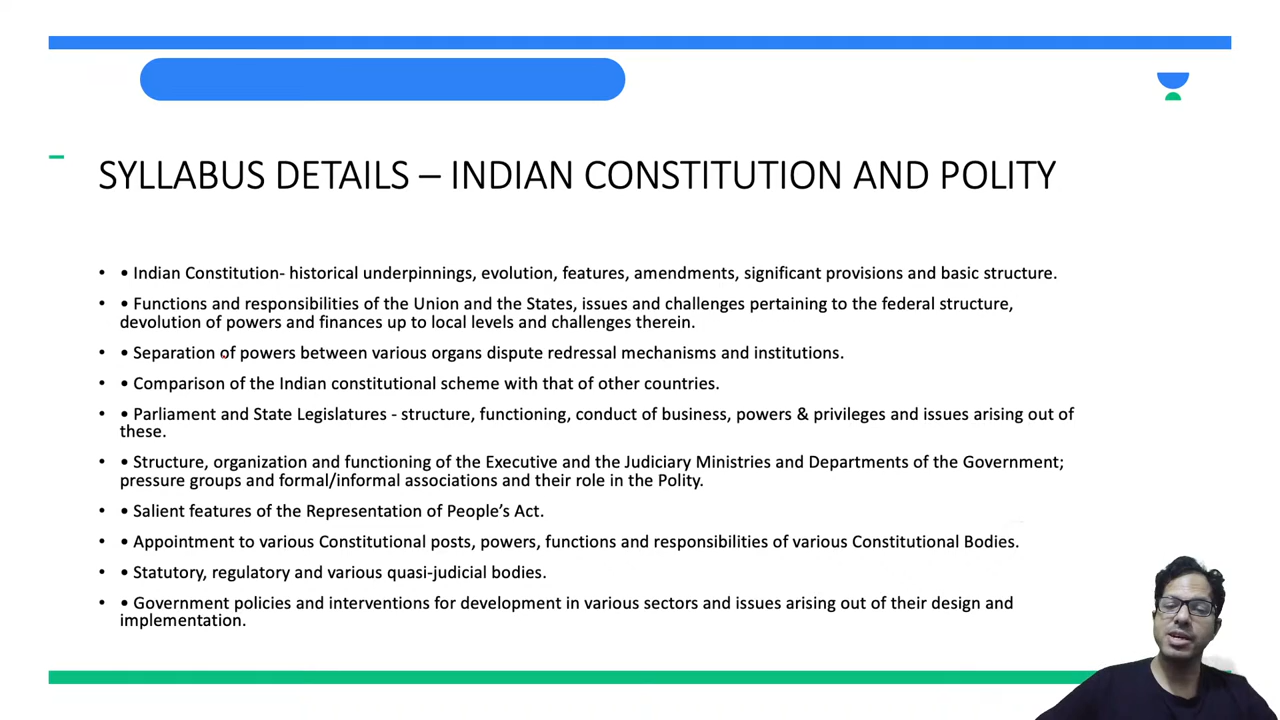 SYLLABUS DETAILS – INDIAN CONSTITUTION AND POLITY
• • Indian Constitution- historical underpinnings, evolution, features, amendments, significant provisions and basic structure.
• • Functions and responsibilities of the Union and the States, issues and challenges pertaining to the federal structure,
devolution of powers and finances up to local levels and challenges therein.
• • Separation of powers between various organs dispute redressal mechanisms and institutions.
• • Comparison of the Indian constitutional scheme with that of other countries.
• • Parliament and State Legislatures - structure, functioning, conduct of business, powers & privileges and issues arising out of
these.
• • Structure, organization and functioning of the Executive and the Judiciary Ministries and Departments of the Government;
pressure groups and formal/informal associations and their role in the Polity.
• • Salient features of the Representation of People’s Act.
• • Appointment to various Constitutional posts, powers, functions and responsibilities of various Constitutional Bodies.
• • Statutory, regulatory and various quasi-judicial bodies.
• • Government policies and interventions for development in various sectors and issues arising out of their design and
implementation.